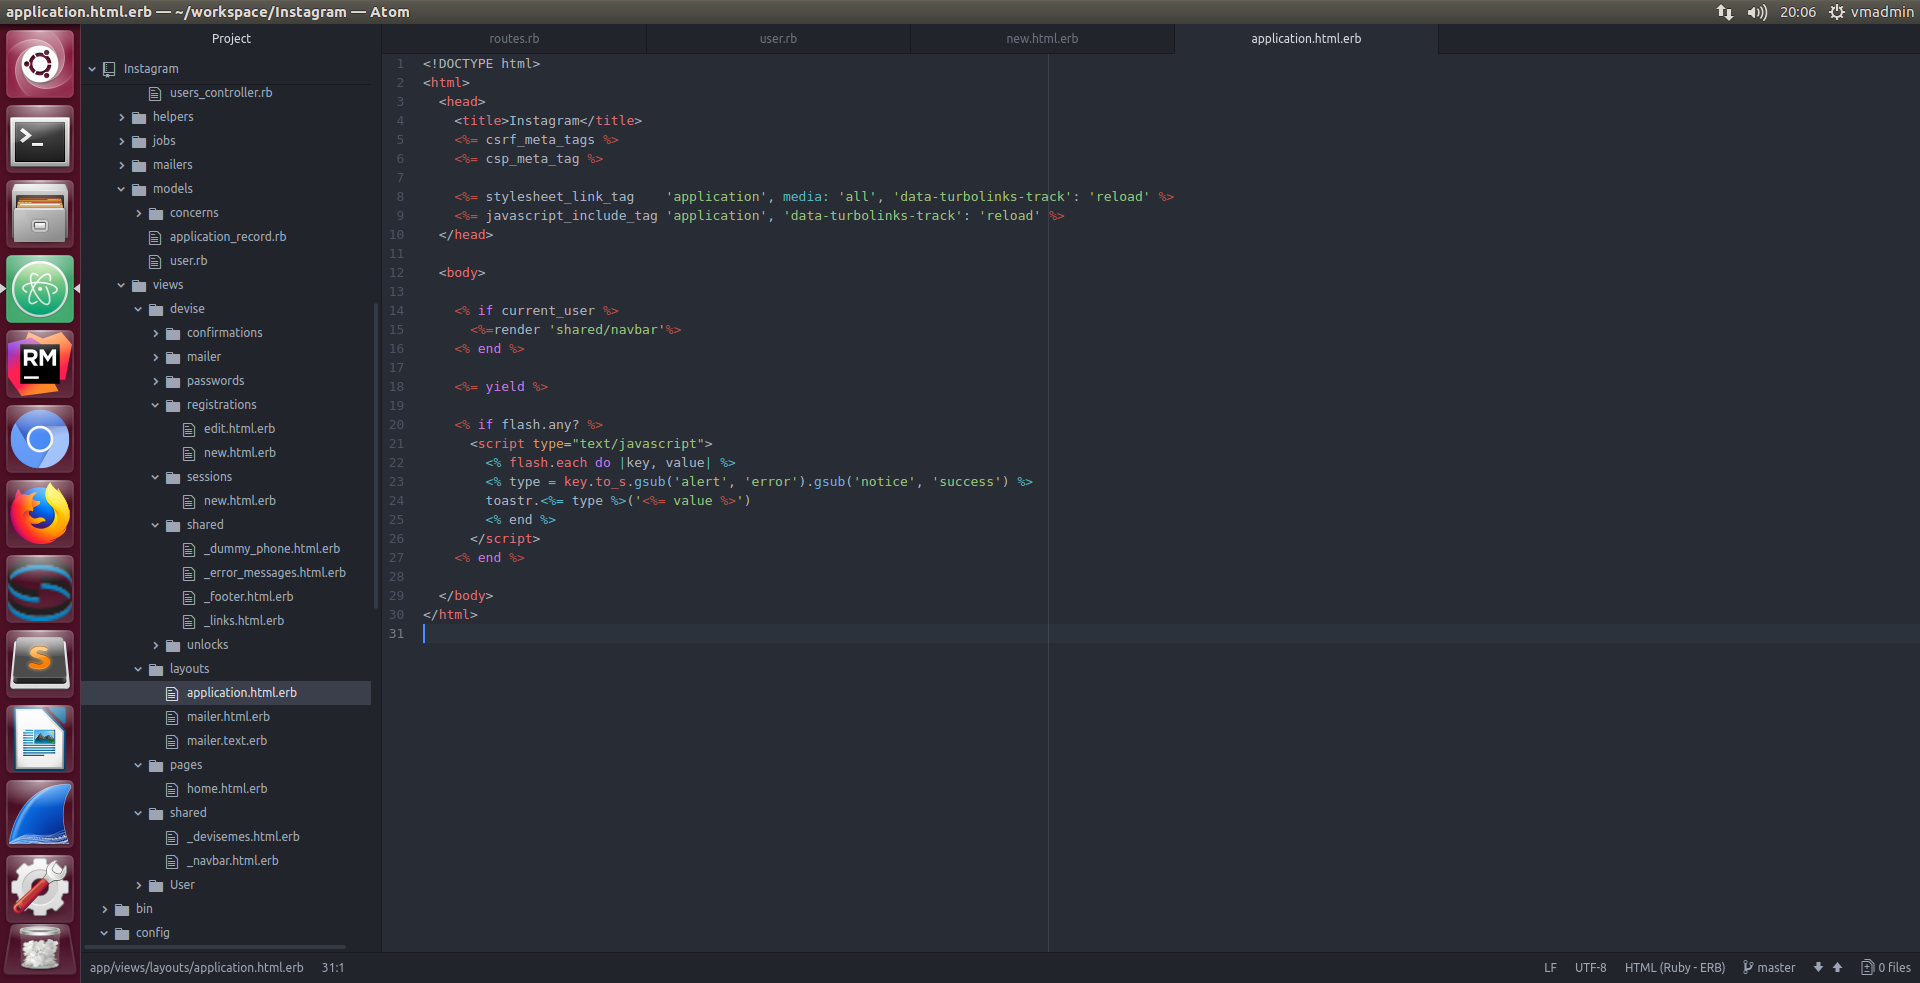 application.html.erb — ~/workspace/Instagram — Atom
20:06
vmadmin
Project
Instagram
users_controller.rb
helpers
jobs
mailers
models
concerns
application_record.rb
user.rb
views
devise
confirmations
mailer
passwords
registrations
edit.html.erb
new.html.erb
sessions
new.html.erb
shared
_dummy_phone.html.erb
_error_messages.html.erb
_footer.html.erb
_links.html.erb
unlocks
layouts
application.html.erb
mailer.html.erb
mailer.text.erb
pages
home.html.erb
shared
_devisemes.html.erb
_navbar.html.erb
User
bin
config
RM
S
routes.rb
user.rb
new.html.erb
application.html.erb
1 <!DOCTYPE html>
2 <html>
3   <head>
4     <title>Instagram</title>
5     <%= csrf_meta_tags %>
6     <%= csp_meta_tag %>
7
8     <%= stylesheet_link_tag    'application', media: 'all', 'data-turbolinks-track': 'reload' %>
9     <%= javascript_include_tag 'application', 'data-turbolinks-track': 'reload' %>
10   </head>
11
12   <body>
13
14     <% if current_user %>
15       <%=render 'shared/navbar'%>
16     <% end %>
17
18     <%= yield %>
19
20     <% if flash.any? %>
21       <script type="text/javascript">
22         <% flash.each do |key, value| %>
23         <% type = key.to_s.gsub('alert', 'error').gsub('notice', 'success') %>
24         toastr.<%= type %>('<%= value %>')
25         <% end %>
26       </script>
27     <% end %>
28
29   </body>
30 </html>
31
app/views/layouts/application.html.erb 31:1
LF UTF-8 HTML (Ruby - ERB) master 0 files